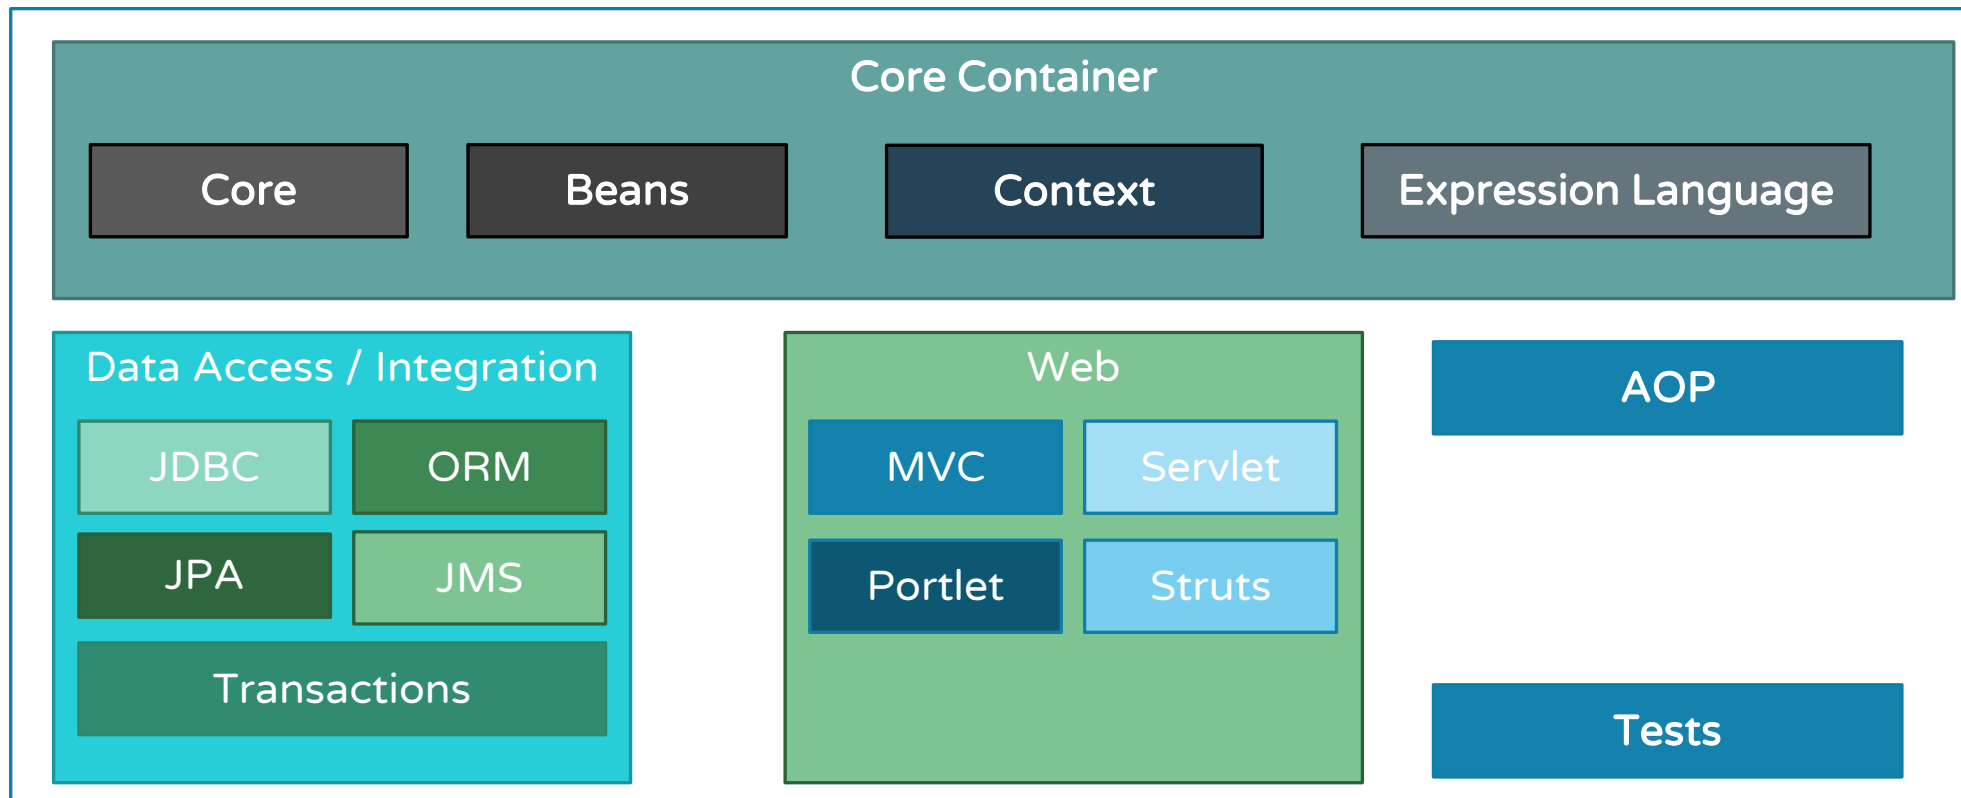 Core Container
Core
Beans
Context
Expression Language
Data Access / Integration
JDBC
ORM
JPA
JMS
Transactions
Web
MVC
Servlet
Portlet
Struts
AOP
Tests